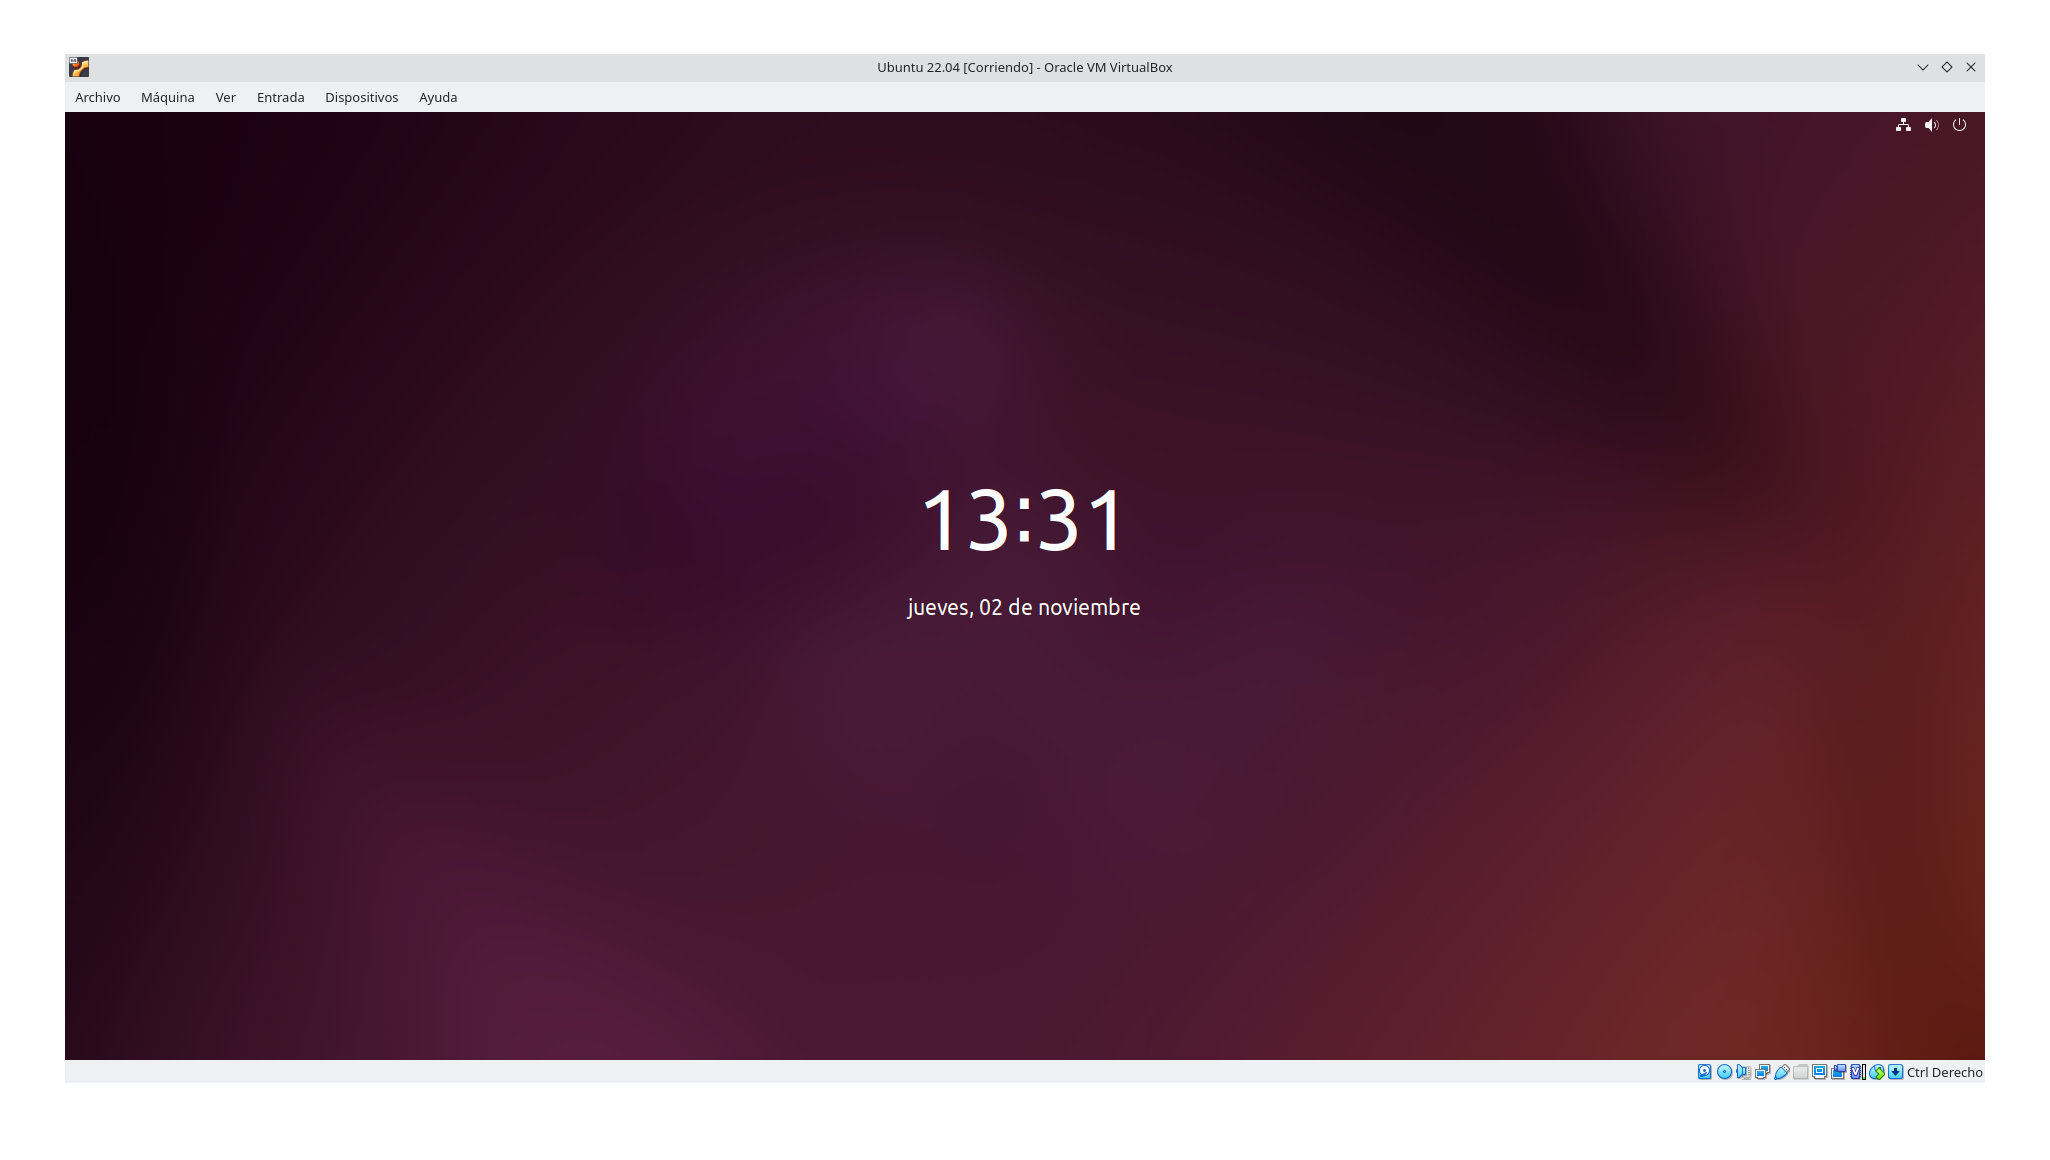 Ubuntu 22.04 [Corriendo] - Oracle VM VirtualBox
Archivo Máquina Ver Entrada Dispositivos Ayuda
13:31
jueves, 02 de noviembre
Ctrl Derecho